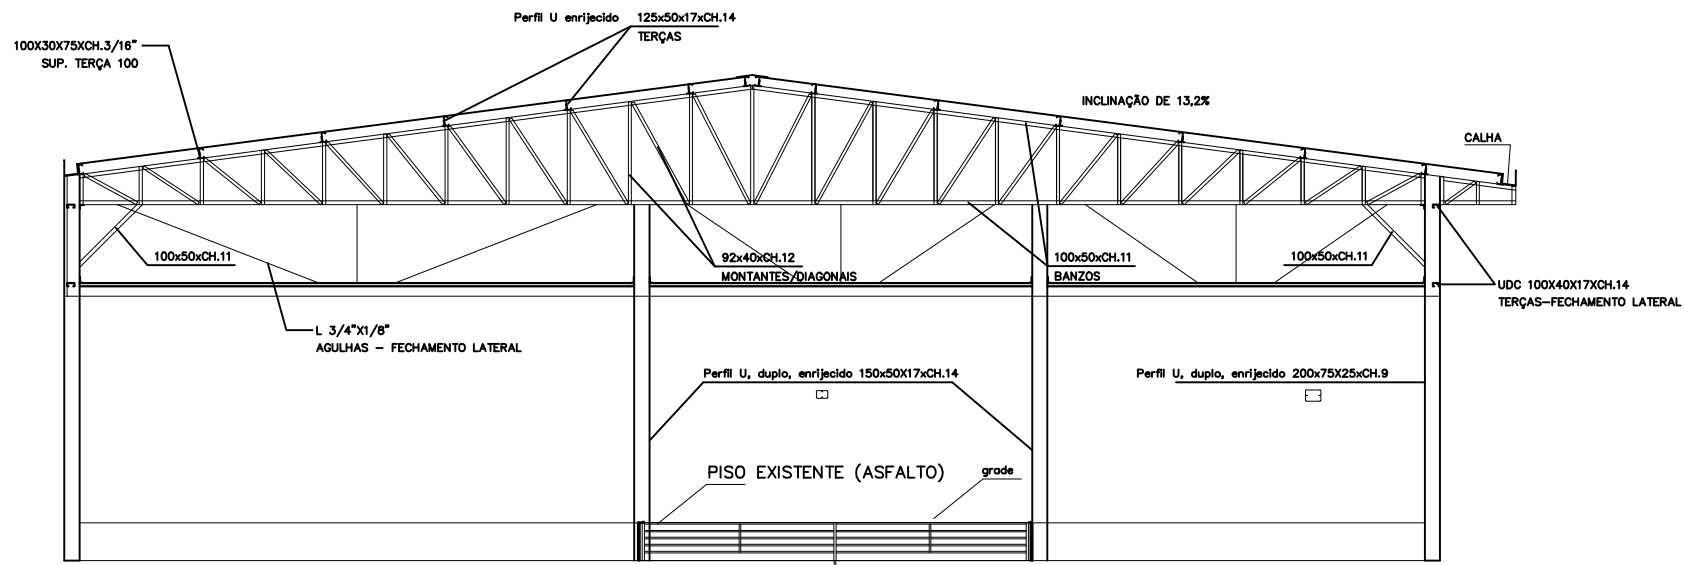 Perfil U enrijecido 125x50x17xCH.14
TERÇAS
100X30X75XCH.3/16"
SUP. TERÇA 100
INCLINAÇÃO DE 13,2%
CALHA
100x50xCH.11
92x40xCH.12
MONTANTES/DIAGONAIS
100x50xCH.11
BANZOS
100x50xCH.11
UDC 100X40X17XCH.14
TERÇAS-FECHAMENTO LATERAL
L 3/4"X1/8"
AGULHAS - FECHAMENTO LATERAL
Perfil U, duplo, enrijecido 150x50X17xCH.14
Perfil U, duplo, enrijecido 200x75X25xCH.9
PISO EXISTENTE (ASFALTO)
grade